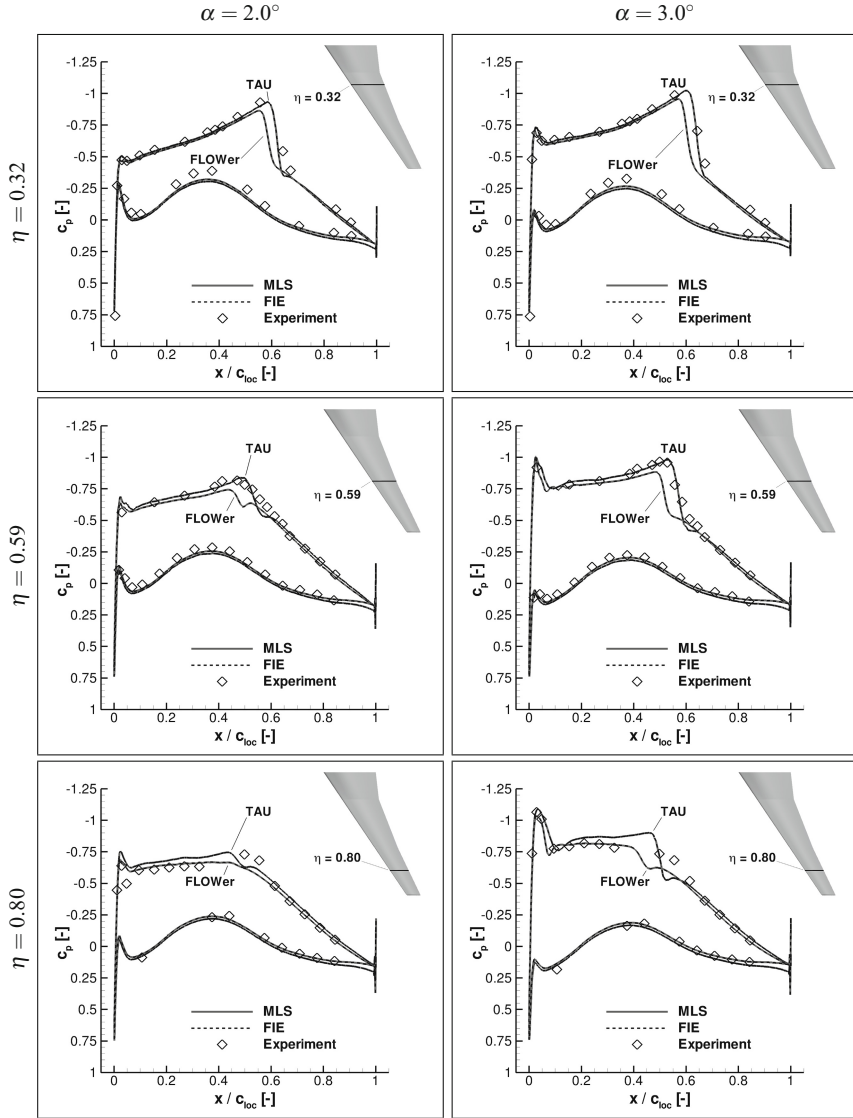 α = 2.0°
α = 3.0°
η = 0.32
-1.25
-1
-0.75
-0.5
-0.25
0
0.25
0.5
0.75
1
c_p [-]
TAU
FLOWer
η = 0.32
MLS
FIE
Experiment
0
0.2
0.4
0.6
0.8
1
x / c_loc [-]
-1.25
-1
-0.75
-0.5
-0.25
0
0.25
0.5
0.75
1
c_p [-]
TAU
FLOWer
η = 0.32
MLS
FIE
Experiment
0
0.2
0.4
0.6
0.8
1
x / c_loc [-]
η = 0.59
-1.25
-1
-0.75
-0.5
-0.25
0
0.25
0.5
0.75
1
c_p [-]
TAU
FLOWer
η = 0.59
MLS
FIE
Experiment
0
0.2
0.4
0.6
0.8
1
x / c_loc [-]
-1.25
-1
-0.75
-0.5
-0.25
0
0.25
0.5
0.75
1
c_p [-]
TAU
FLOWer
η = 0.59
MLS
FIE
Experiment
0
0.2
0.4
0.6
0.8
1
x / c_loc [-]
η = 0.80
-1.25
-1
-0.75
-0.5
-0.25
0
0.25
0.5
0.75
1
c_p [-]
TAU
FLOWer
η = 0.80
MLS
FIE
Experiment
0
0.2
0.4
0.6
0.8
1
x / c_loc [-]
-1.25
-1
-0.75
-0.5
-0.25
0
0.25
0.5
0.75
1
c_p [-]
TAU
FLOWer
η = 0.80
MLS
FIE
Experiment
0
0.2
0.4
0.6
0.8
1
x / c_loc [-]